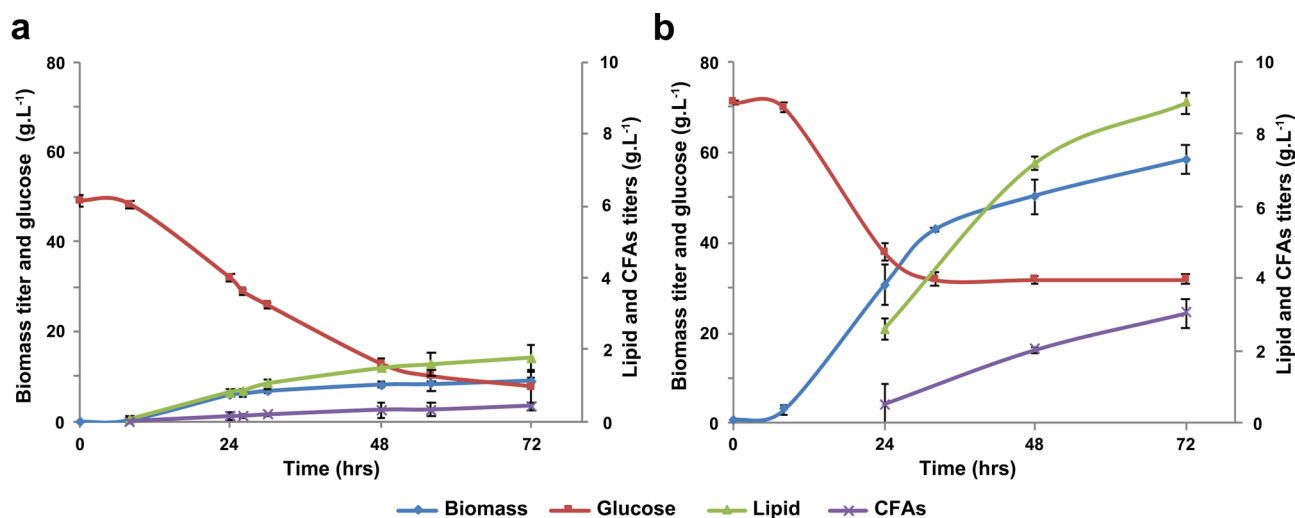 a
80
60
40
20
0
Biomass titer and glucose (g.L⁻¹)
10
8
6
4
2
0
Lipid and CFAs titers (g.L⁻¹)
0 24 48 72
Time (hrs)
b
80
60
40
20
0
Biomass titer and glucose (g.L⁻¹)
10
8
6
4
2
0
Lipid and CFAs titers (g.L⁻¹)
0 24 48 72
Time (hrs)
Biomass Glucose Lipid CFAs